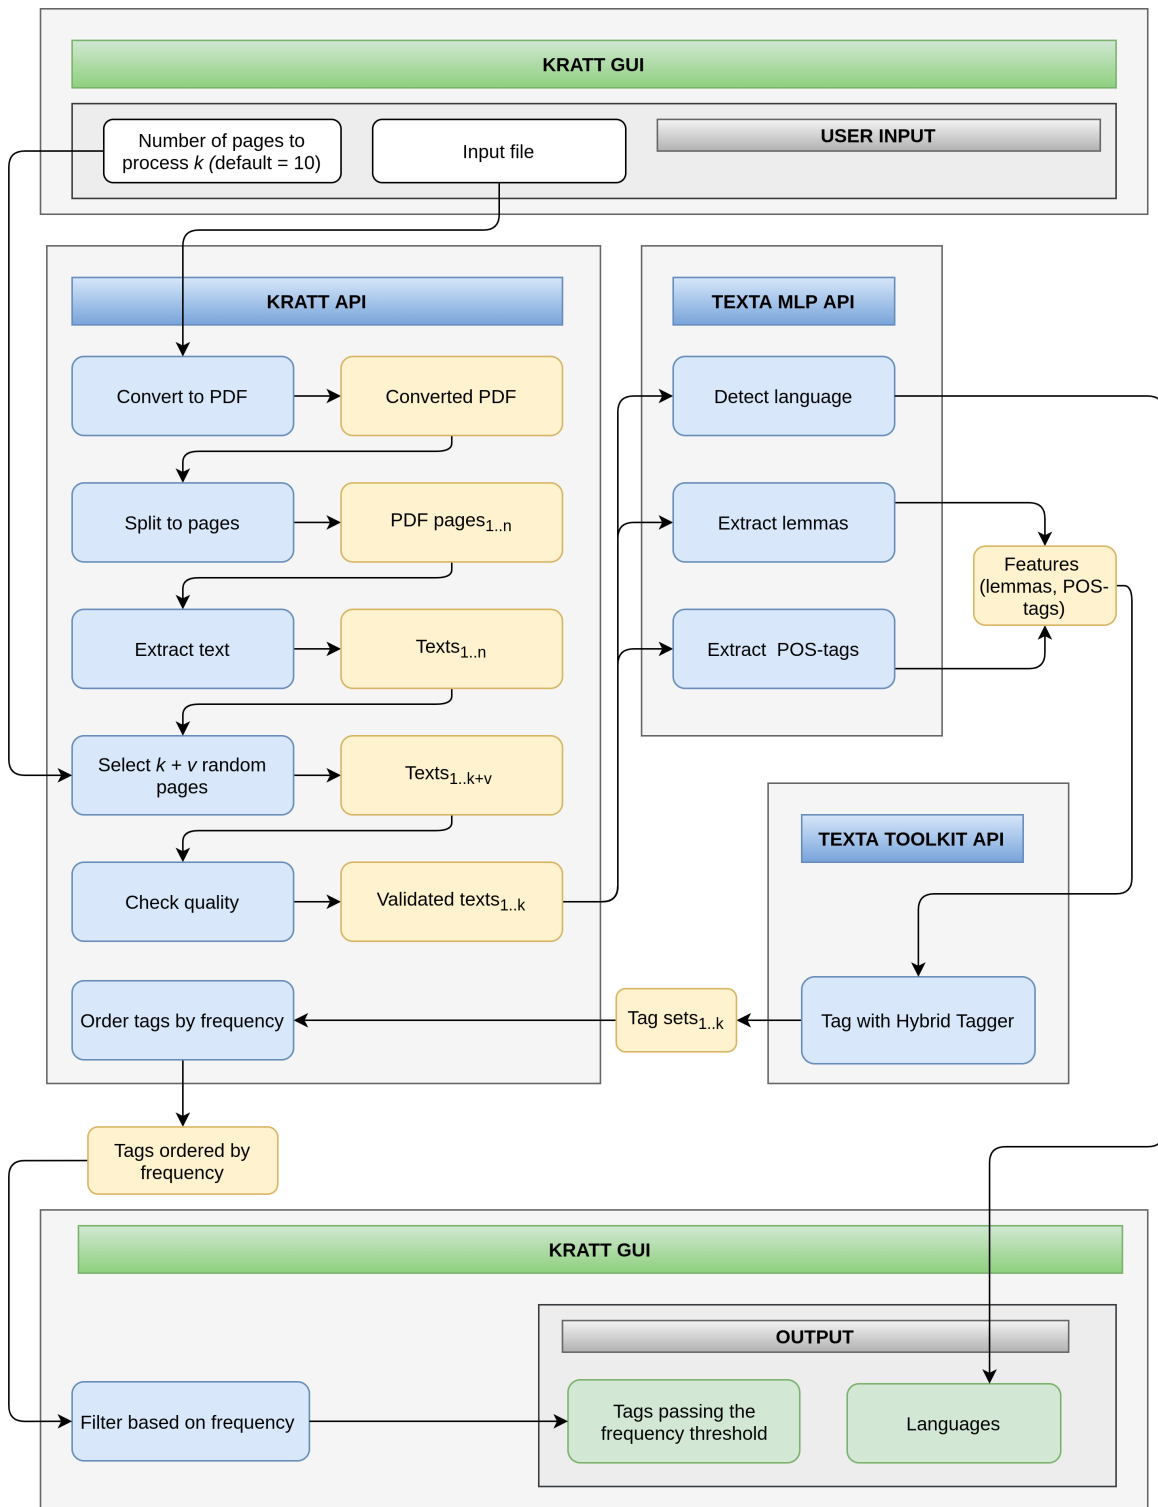 KRATT GUI
Number of pages to
process k (default = 10)
Input file
USER INPUT
KRATT API
TEXTA MLP API
Convert to PDF
Converted PDF
Detect language
Split to pages
PDF pages1..n
Extract lemmas
Features
(lemmas, POS-
tags)
Extract text
Texts1..n
Extract  POS-tags
Select k + v random
pages
Texts1..k+v
TEXTA TOOLKIT API
Check quality
Validated texts1..k
Order tags by frequency
Tag sets1..k
Tag with Hybrid Tagger
Tags ordered by
frequency
KRATT GUI
OUTPUT
Filter based on frequency
Tags passing the
frequency threshold
Languages